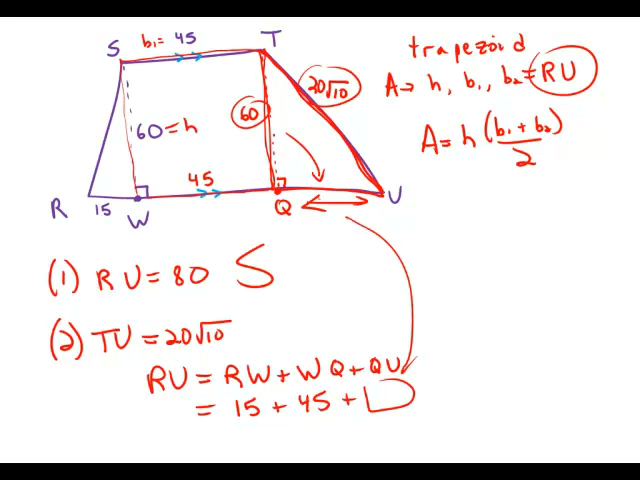 S b₁= 45 T
trapezoid
A→ h, b₁, b₂ = RU
20√10
60
60 = h
A = h (b₁ + b₂)/2
45
R 15 W Q U
(1) RU = 80 S
(2) TU = 20√10
RU = RW + WQ + QU
= 15 + 45 +